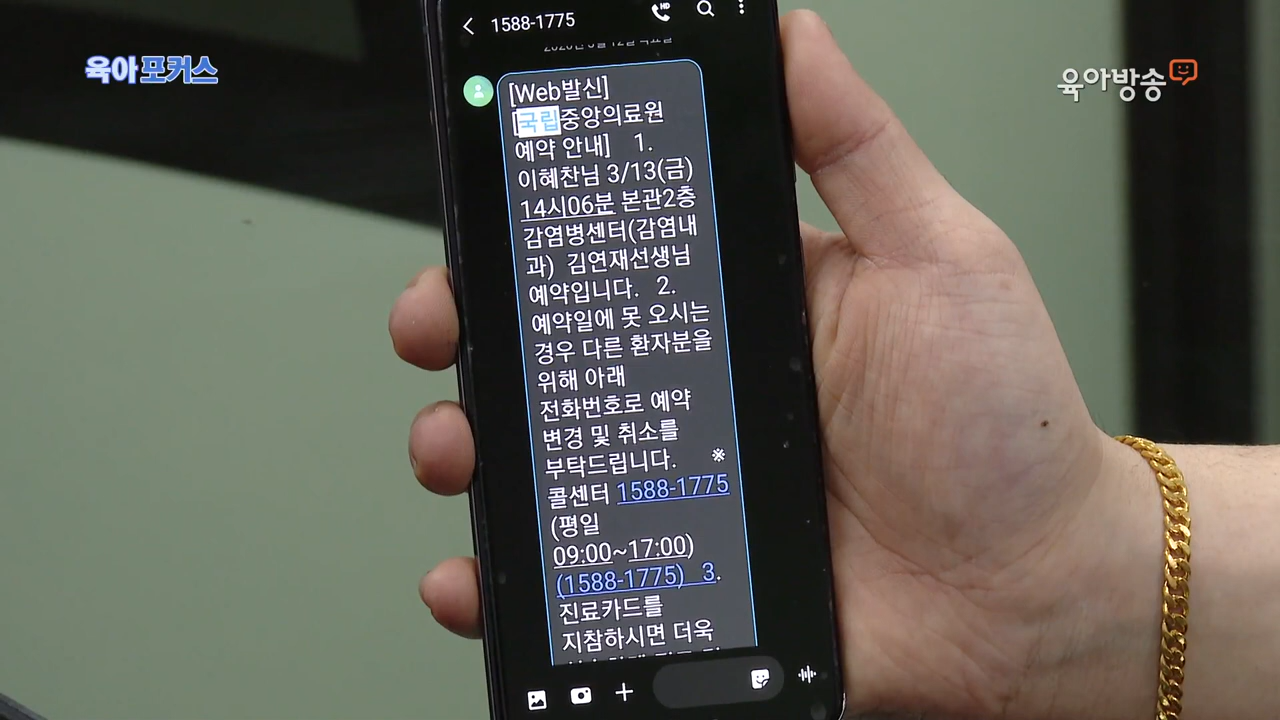 육아포커스
육아방송
1588-1775
[Web발신]
[국립중앙의료원
예약 안내] 1.
이혜찬님 3/13(금)
14시06분 본관2층
감염병센터(감염내
과) 김연재선생님
예약입니다. 2.
예약일에 못 오시는
경우 다른 환자분을
위해 아래
전화번호로 예약
변경 및 취소를
부탁드립니다. ※
콜센터 1588-1775
(평일
09:00~17:00)
(1588-1775) 3.
진료카드를
지참하시면 더욱